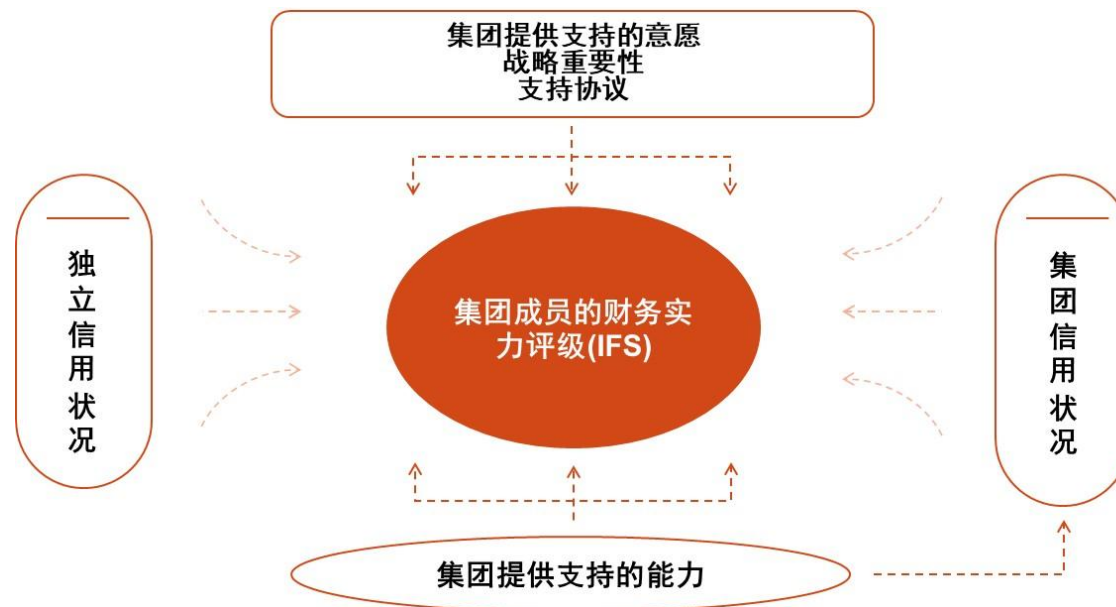 集团提供支持的意愿
战略重要性
支持协议
独立信用状况
集团成员的财务实
力评级(IFS)
集团信用状况
集团提供支持的能力